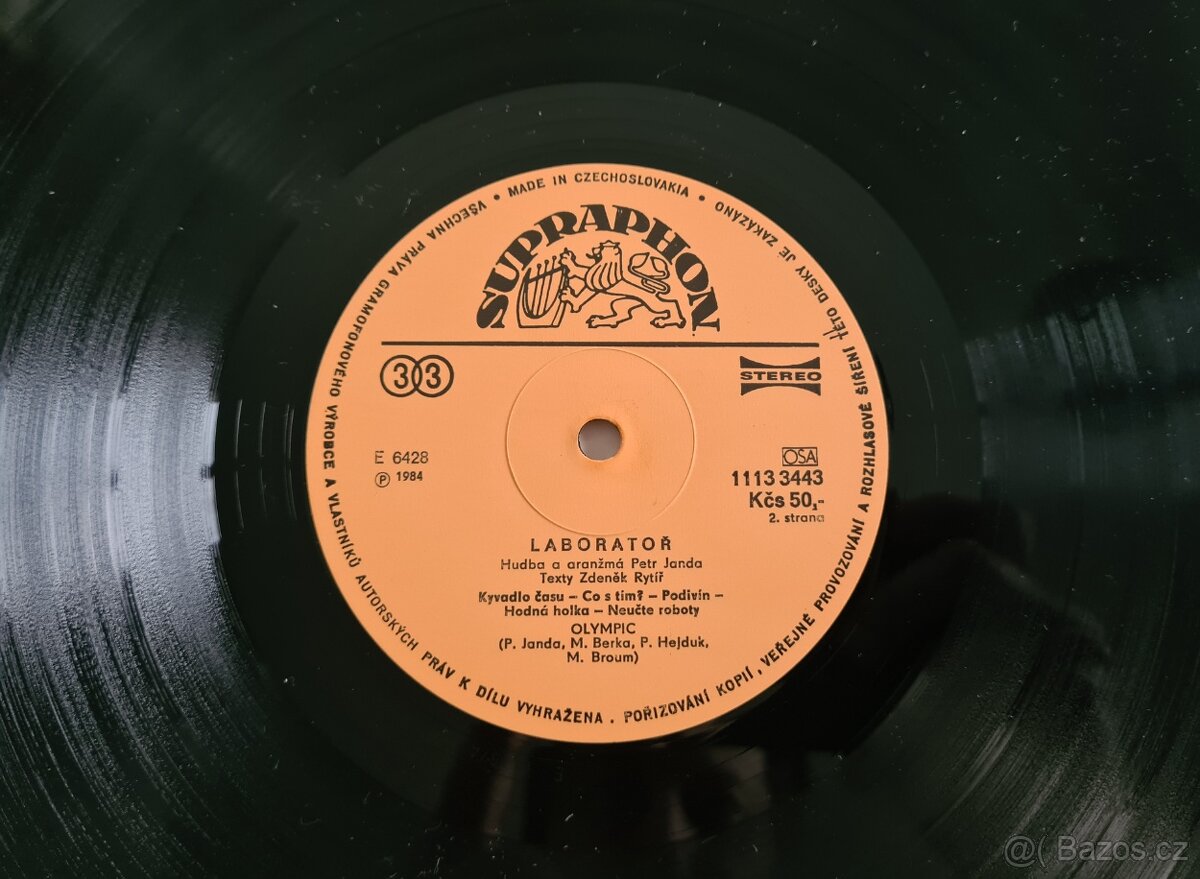 VŠECHNA PRÁVA GRAMOFONOVÉHO VÝROBCE A VLASTNÍKŮ AUTORSKÝCH PRÁV K DÍLU VYHRAŽENA . POŘIZOVÁNÍ KOPIÍ, VEŘEJNÉ PROVOZOVÁNÍ A ROZHLASOVÉ ŠÍŘENÍ TÉTO DESKY JE ZAKÁZÁNO • MADE IN CZECHOSLOVAKIA •
SUPRAPHON
33
STEREO
E 6428
Ⓟ 1984
OSA
1113 3443
Kčs 50,-
2. strana
LABORATOŘ
Hudba a aranžmá Petr Janda
Texty Zdeněk Rytíř
Kyvadlo času – Co s tím? – Podivín –
Hodná holka – Neučte roboty
OLYMPIC
(P. Janda, M. Berka, P. Hejduk,
M. Broum)
@( Bazos.cz